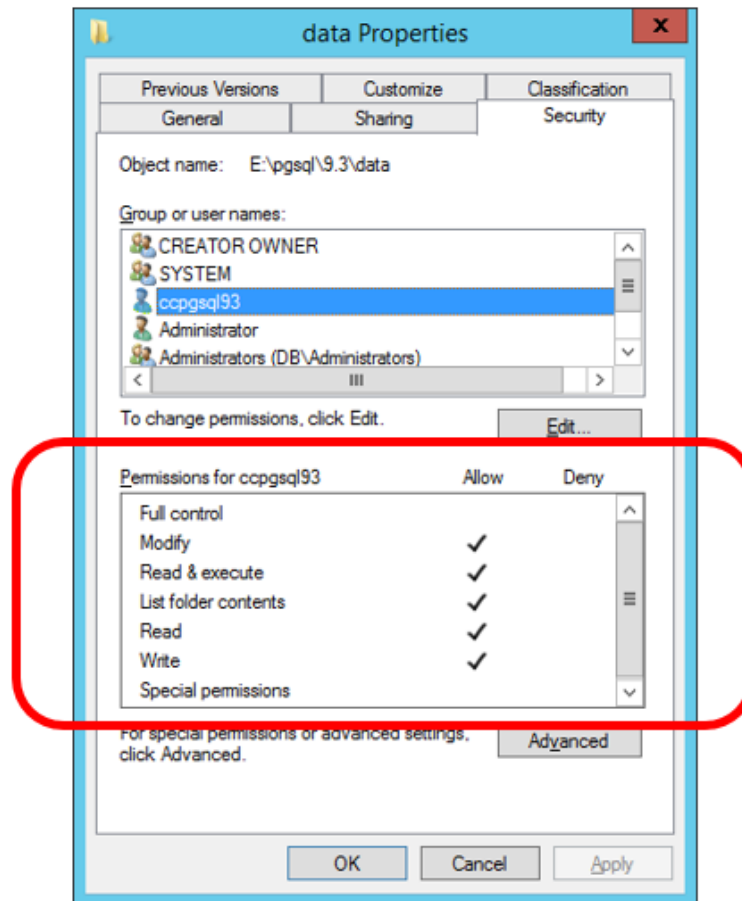 data Properties
x
Previous Versions Customize Classification
General Sharing Security
Object name: E:\pgsql\9.3\data
Group or user names:
CREATOR OWNER
SYSTEM
ccpgsql93
Administrator
Administrators (DB\Administrators)
To change permissions, click Edit.
Edit...
Permissions for ccpgsql93 Allow Deny
Full control
Modify
Read & execute
List folder contents
Read
Write
Special permissions
For special permissions or advanced settings,
click Advanced.
Advanced
OK Cancel Apply